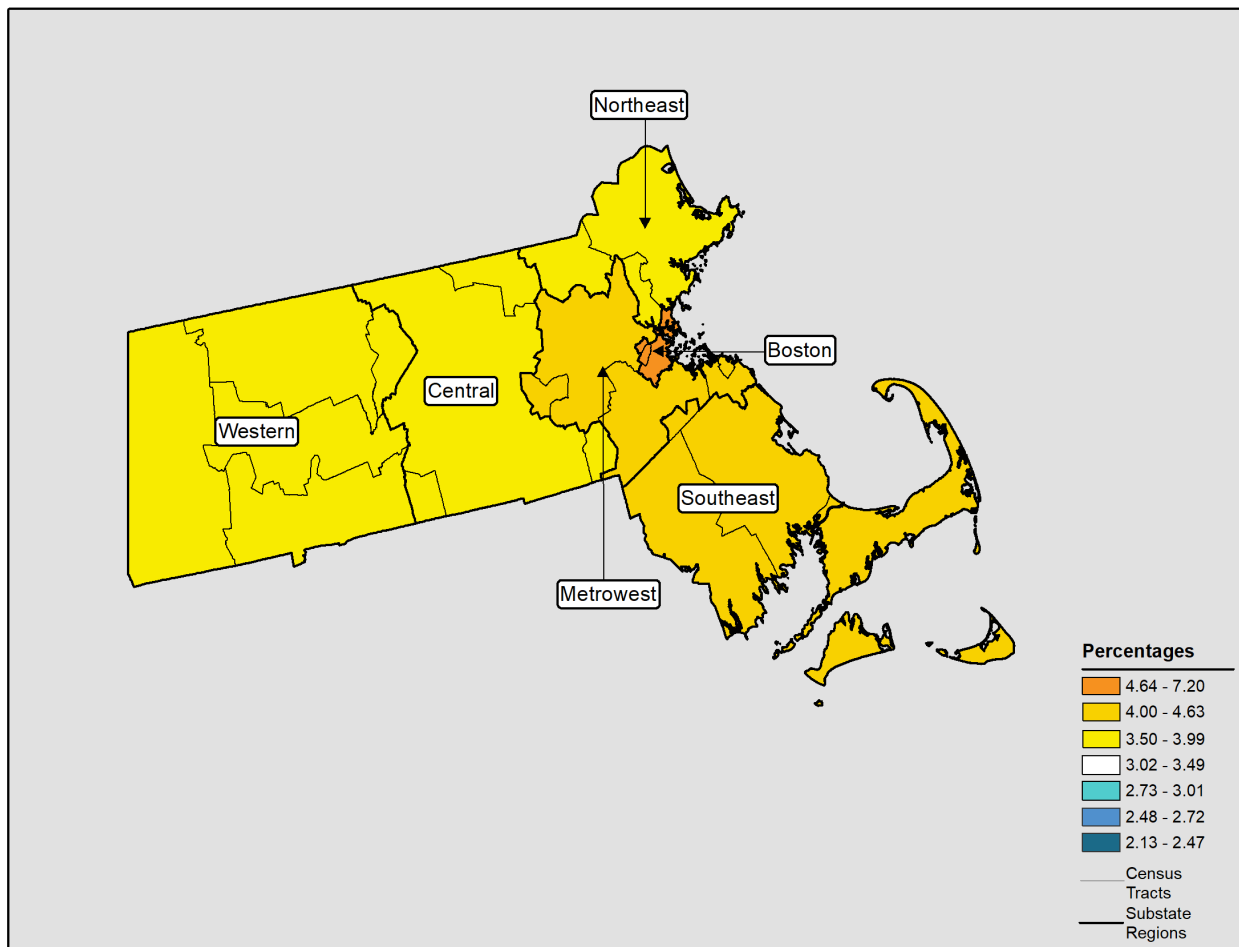 Northeast
Boston
Central
Western
Southeast
Metrowest
Percentages
4.64 - 7.20
4.00 - 4.63
3.50 - 3.99
3.02 - 3.49
2.73 - 3.01
2.48 - 2.72
2.13 - 2.47
Census
Tracts
Substate
Regions